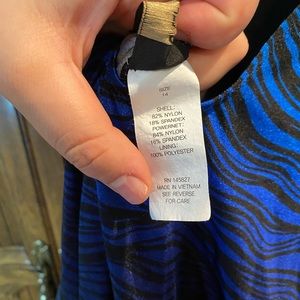 SIZE
14
SHELL:
82% NYLON
18% SPANDEX
POWERNET:
84% NYLON
16% SPANDEX
LINING:
100% POLYESTER
RN 145827
MADE IN VIETNAM
SEE REVERSE
FOR CARE